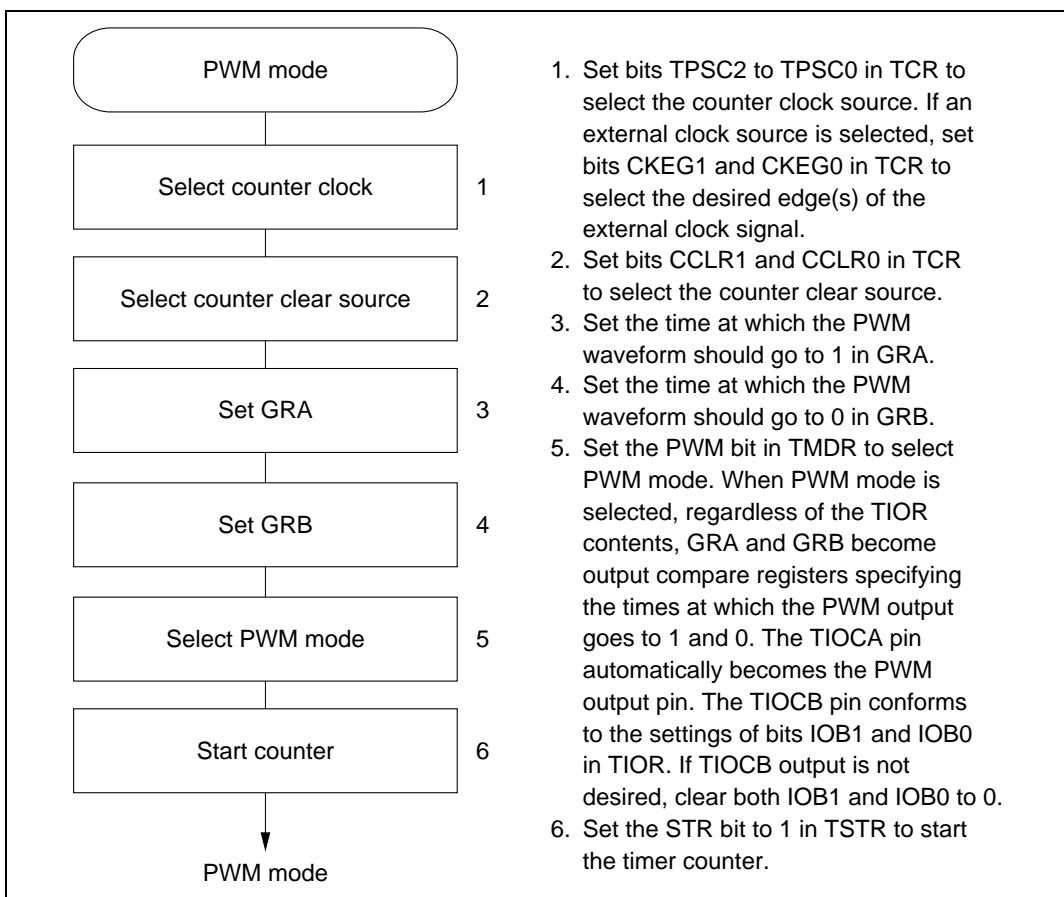 PWM mode
Select counter clock
1
Select counter clear source
2
Set GRA
3
Set GRB
4
Select PWM mode
5
Start counter
6
PWM mode
1. Set bits TPSC2 to TPSC0 in TCR to
select the counter clock source. If an
external clock source is selected, set
bits CKEG1 and CKEG0 in TCR to
select the desired edge(s) of the
external clock signal.
2. Set bits CCLR1 and CCLR0 in TCR
to select the counter clear source.
3. Set the time at which the PWM
waveform should go to 1 in GRA.
4. Set the time at which the PWM
waveform should go to 0 in GRB.
5. Set the PWM bit in TMDR to select
PWM mode. When PWM mode is
selected, regardless of the TIOR
contents, GRA and GRB become
output compare registers specifying
the times at which the PWM output
goes to 1 and 0. The TIOCA pin
automatically becomes the PWM
output pin. The TIOCB pin conforms
to the settings of bits IOB1 and IOB0
in TIOR. If TIOCB output is not
desired, clear both IOB1 and IOB0 to 0.
6. Set the STR bit to 1 in TSTR to start
the timer counter.